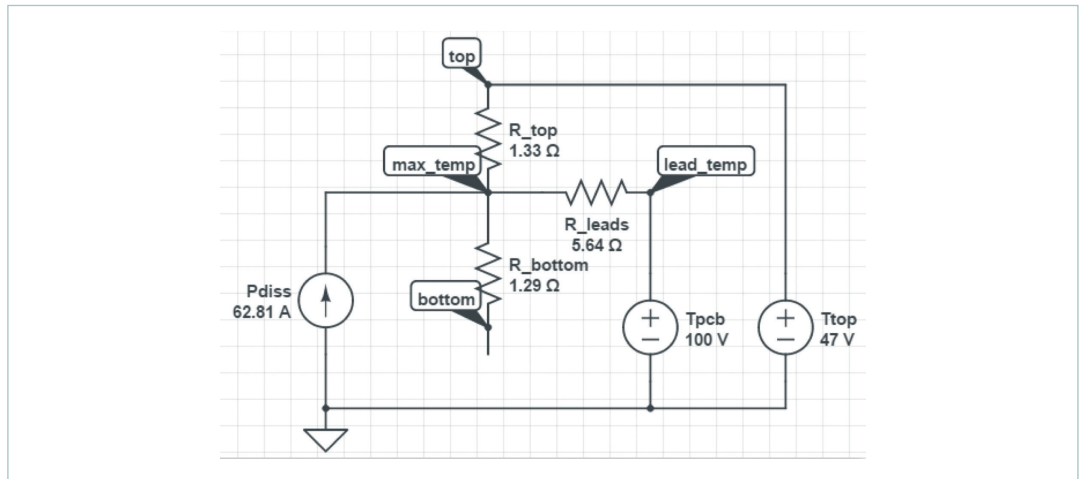 top
R_top
1.33 Ω
max_temp
lead_temp
R_leads
5.64 Ω
R_bottom
1.29 Ω
bottom
Pdiss
62.81 A
+
Tpcb
100 V
+
Ttop
47 V